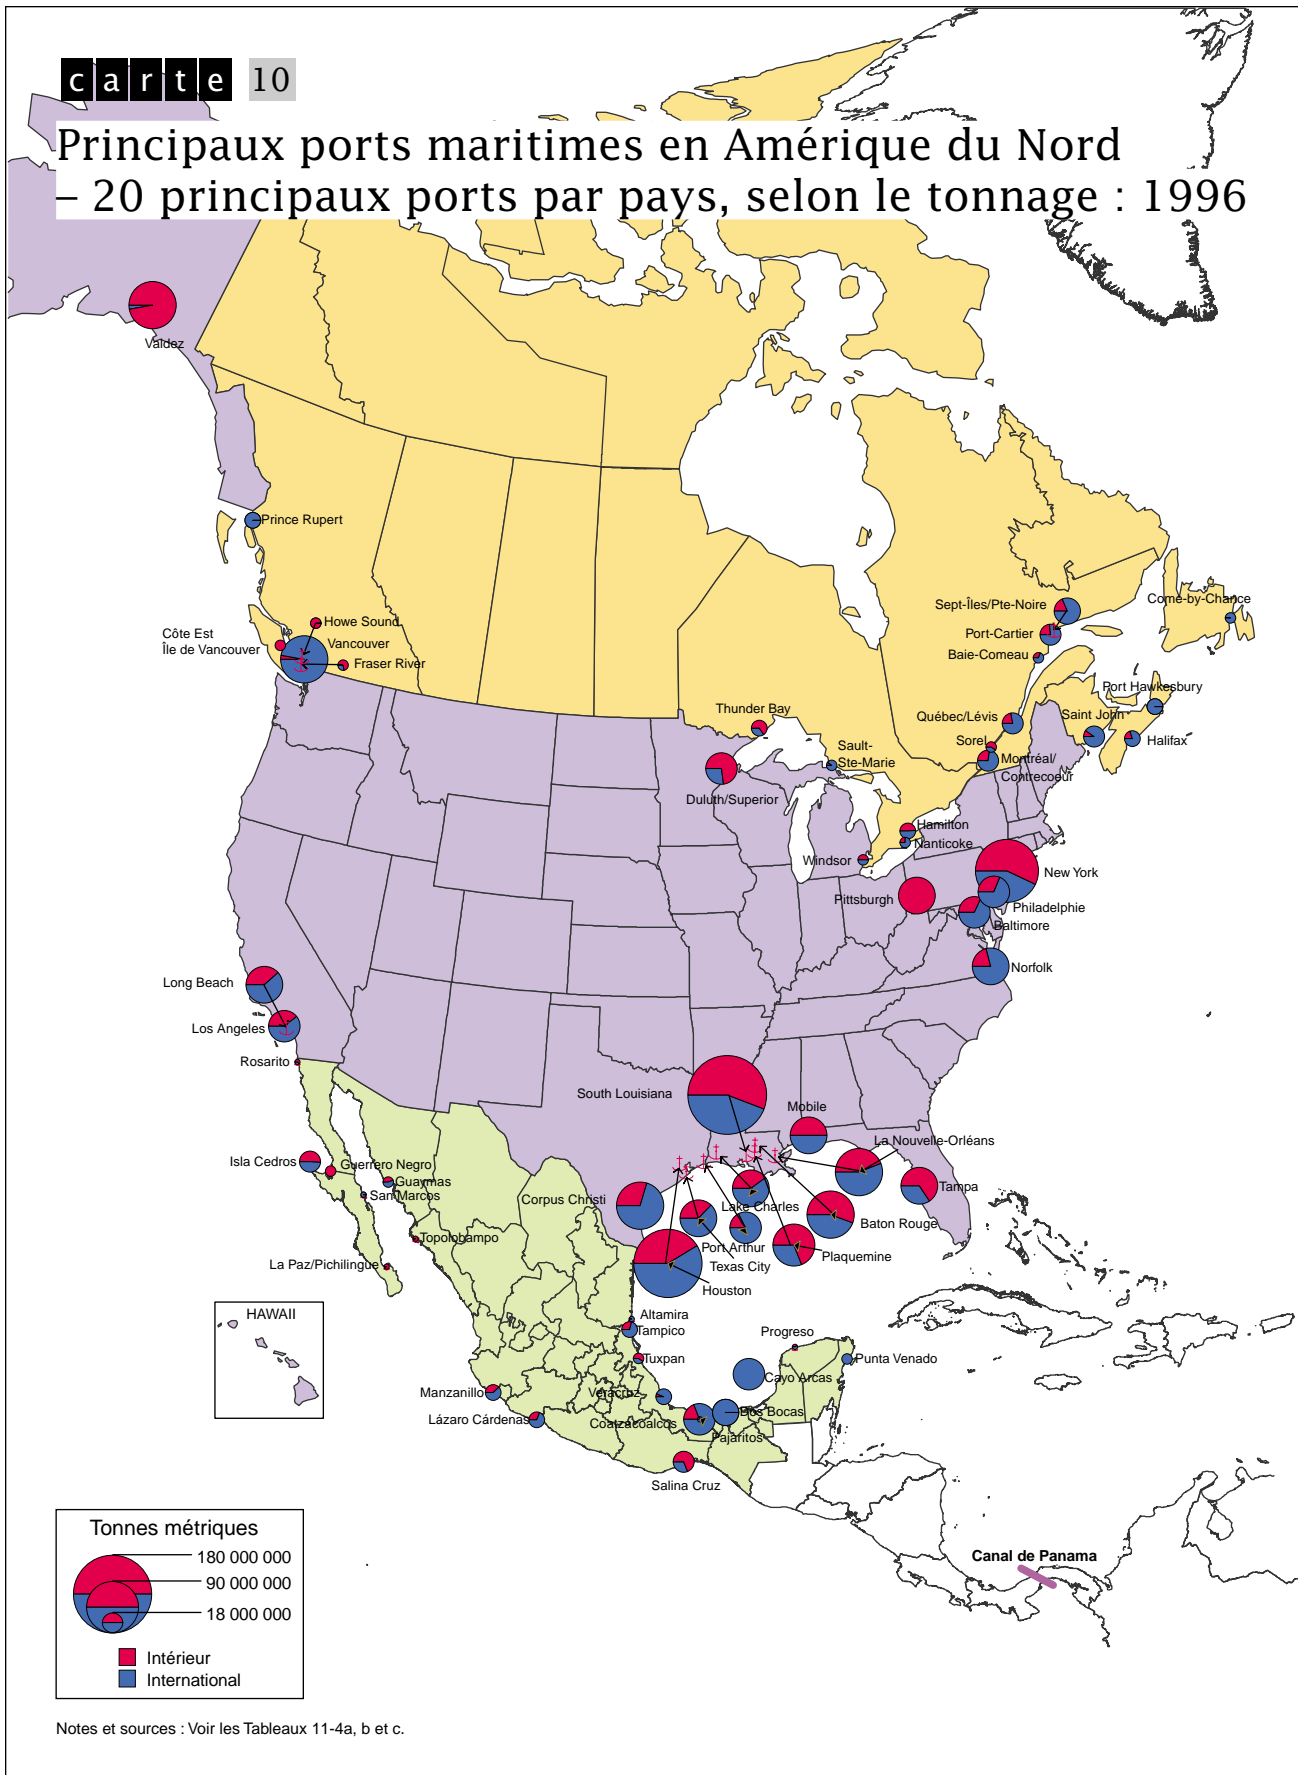 carte 10
Principaux ports maritimes en Amérique du Nord
– 20 principaux ports par pays, selon le tonnage : 1996
Valdez
Prince Rupert
Howe Sound
Côte Est
Île de Vancouver
Vancouver
Fraser River
Sept-Îles/Pte-Noire
Come-by-Chance
Port-Cartier
Baie-Comeau
Port Hawkesbury
Thunder Bay
Québec/Lévis
Saint John
Sorel
Halifax
Sault-
Ste-Marie
Montréal/
Contrecoeur
Duluth/Superior
Hamilton
Nanticoke
Windsor
New York
Pittsburgh
Philadelphie
Baltimore
Norfolk
Long Beach
Los Angeles
Rosarito
South Louisiana
Mobile
La Nouvelle-Orléans
Isla Cedros
Guerrero Negro
Guaymas
San Marcos
Tampa
Corpus Christi
Lake Charles
Baton Rouge
Topolobampo
Port Arthur
Plaquemine
La Paz/Pichilingue
Texas City
Houston
HAWAII
Altamira
Tampico
Progreso
Tuxpan
Punta Venado
Cayo Arcas
Manzanillo
Veracruz
Lázaro Cárdenas
Dos Bocas
Coatzacoalcos
Pajaritos
Salina Cruz
Canal de Panama
Tonnes métriques
180 000 000
90 000 000
18 000 000
Intérieur
International
Notes et sources : Voir les Tableaux 11-4a, b et c.